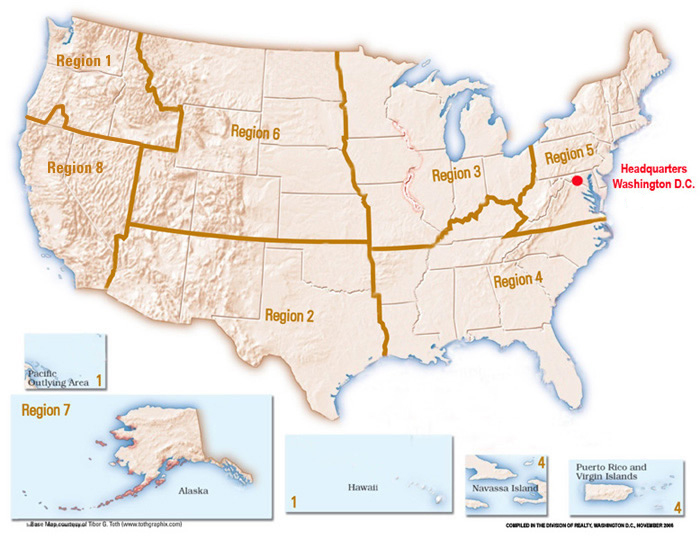 Region 1
Region 6
Region 8
Region 3
Region 5
Headquarters
Washington D.C.
Region 4
Region 2
Pacific
Outlying Area
1
Region 7
Alaska
Hawaii
1
4
Navassa Island
Puerto Rico and
Virgin Islands
4
Base Map courtesy of Tibor G. Toth (www.tothgraphix.com)
COMPILED IN THE DIVISION OF REALTY, WASHINGTON D.C., NOVEMBER 2006